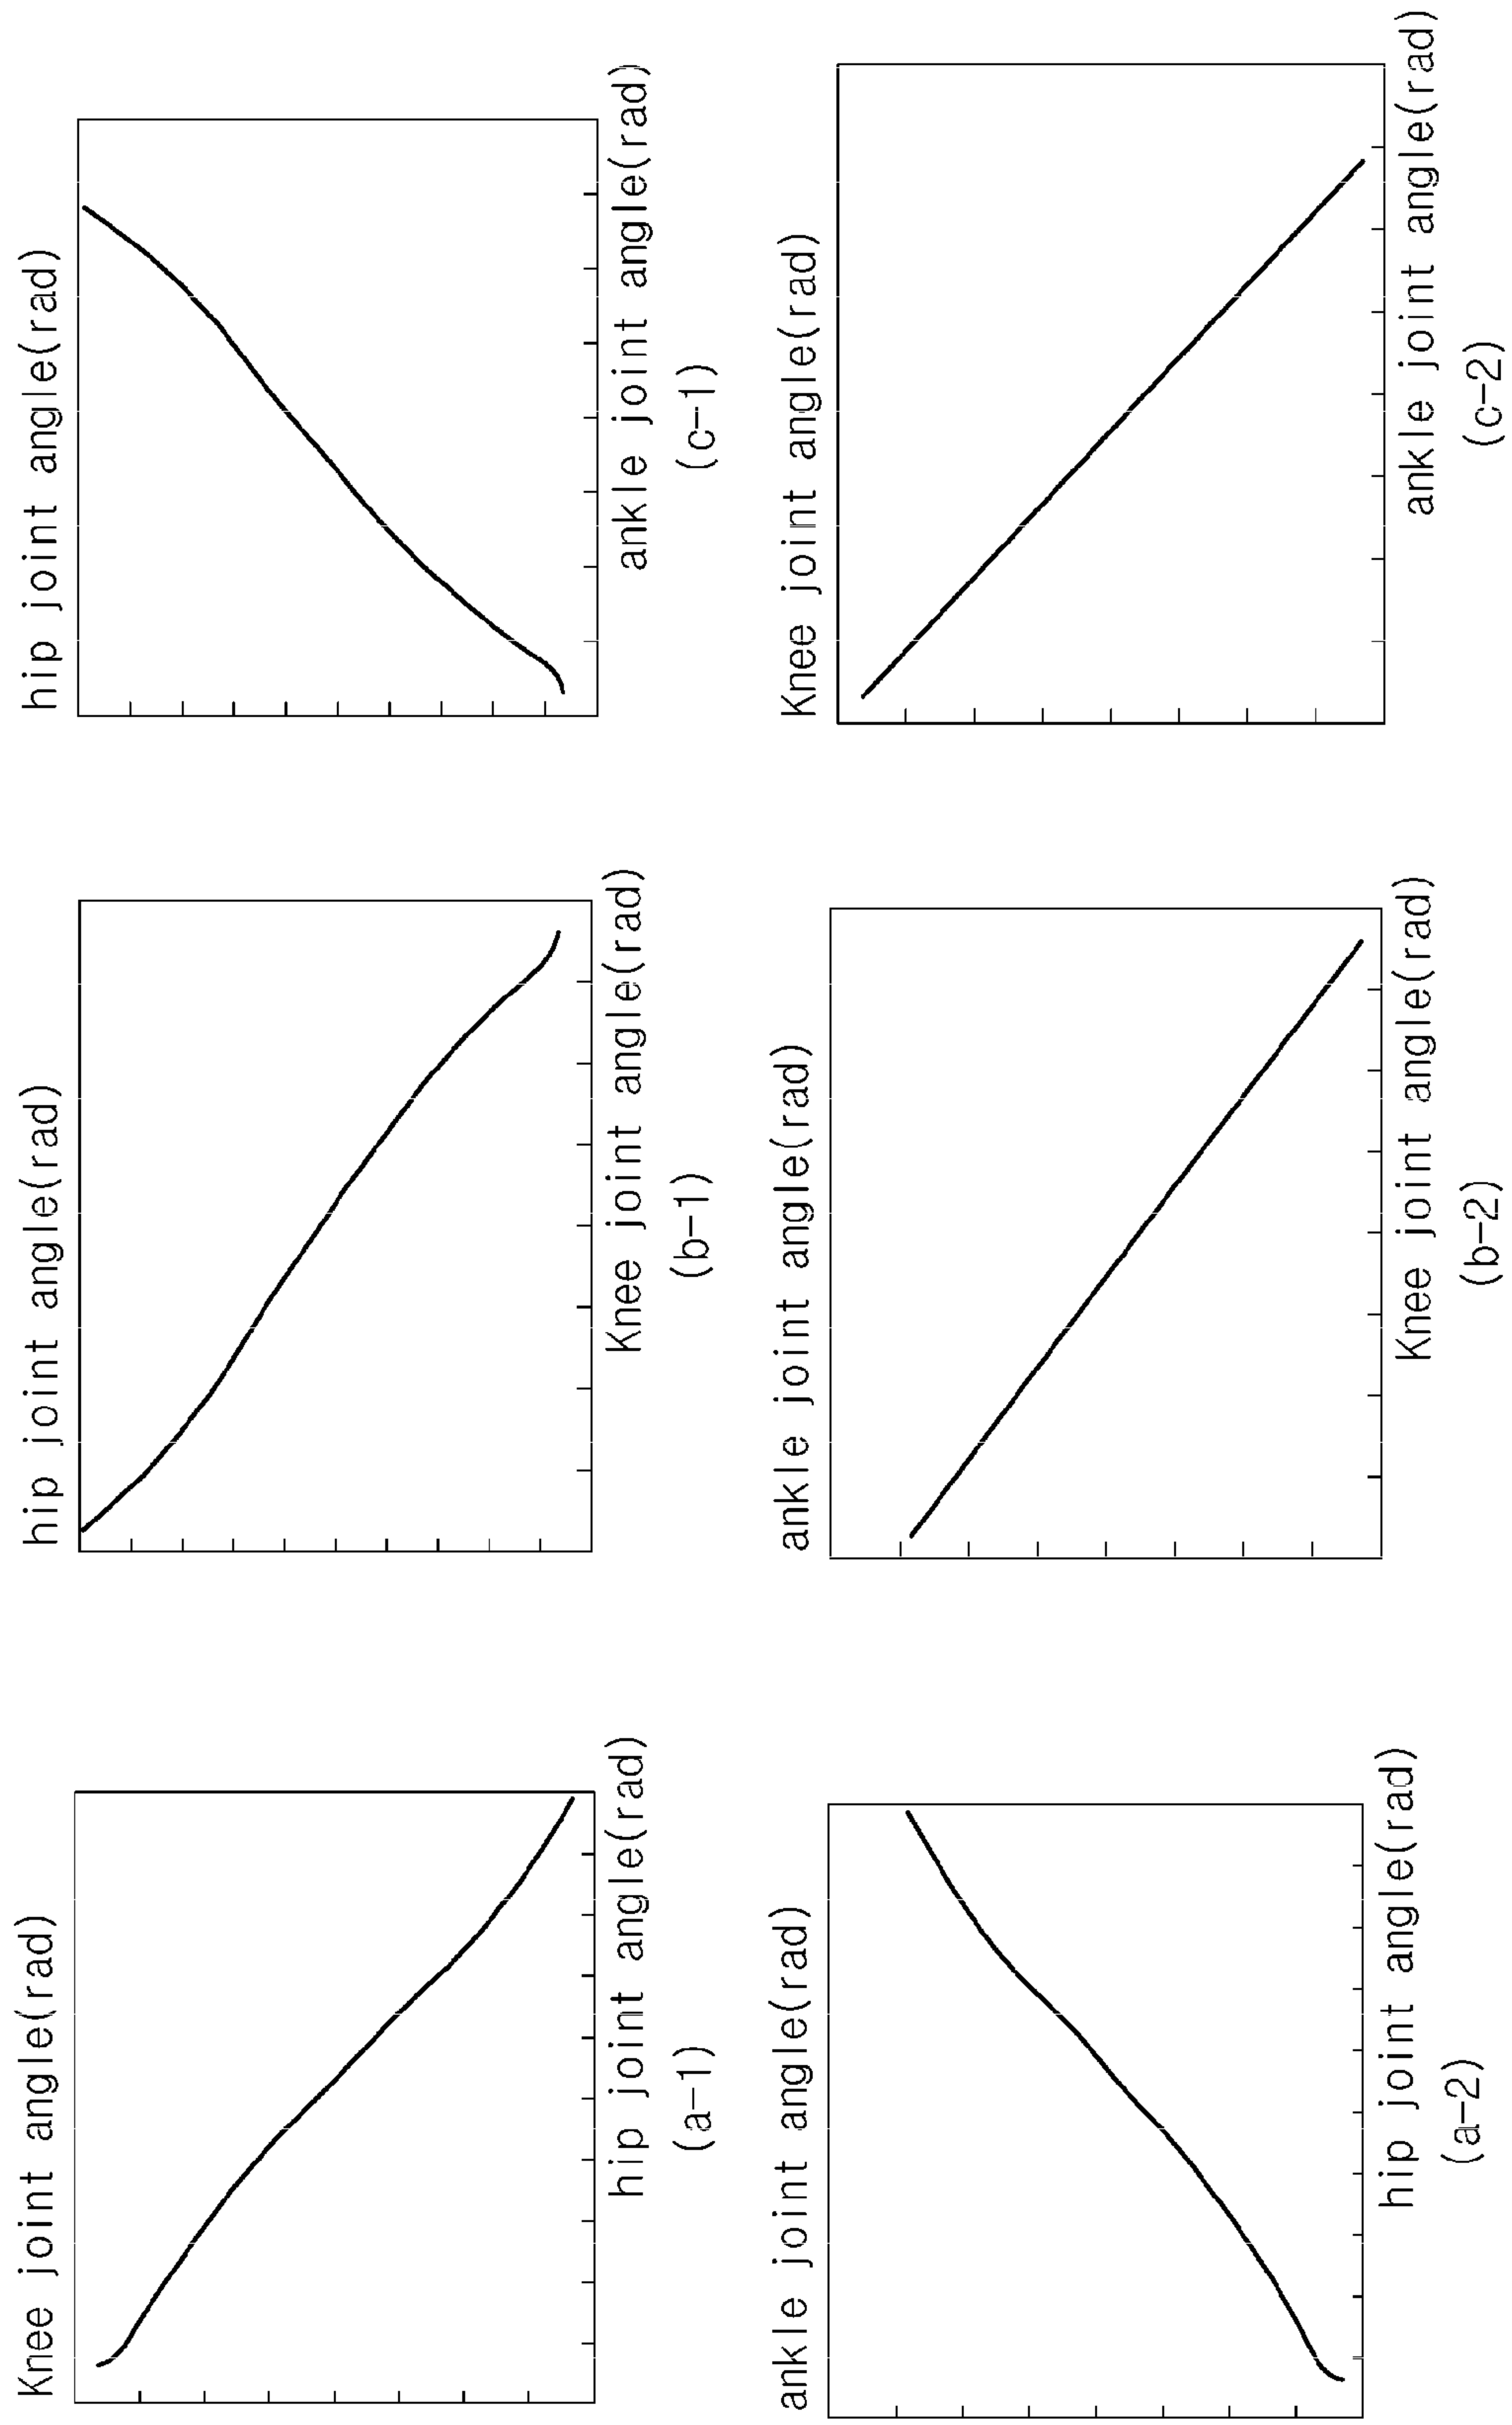 Knee joint angle(rad)
hip joint angle(rad)
(a-1)
hip joint angle(rad)
Knee joint angle(rad)
(b-1)
hip joint angle(rad)
ankle joint angle(rad)
(c-1)
ankle joint angle(rad)
hip joint angle(rad)
(a-2)
ankle joint angle(rad)
Knee joint angle(rad)
(b-2)
Knee joint angle(rad)
ankle joint angle(rad)
(c-2)